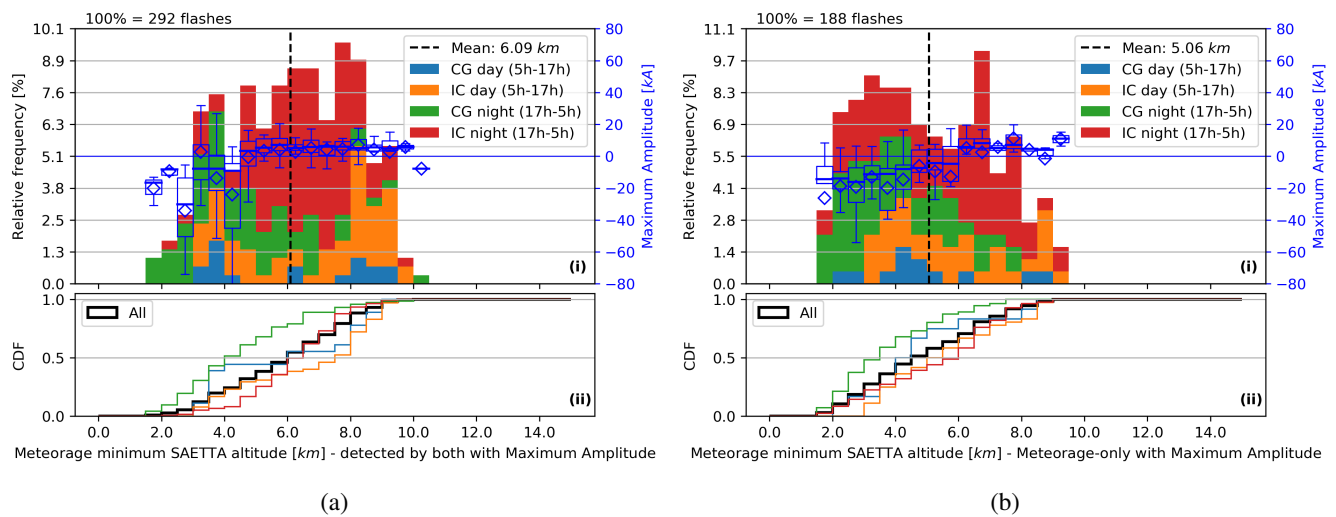 100% = 292 flashes
10.1
8.9
7.6
6.3
5.1
3.8
2.5
1.3
0.0
Relative frequency [%]
Mean: 6.09 km
CG day (5h-17h)
IC day (5h-17h)
CG night (17h-5h)
IC night (17h-5h)
80
60
40
20
0
−20
−40
−60
−80
Maximum Amplitude [kA]
(i)
1.0
0.5
0.0
CDF
All
(ii)
0.0 2.0 4.0 6.0 8.0 10.0 12.0 14.0
Meteorage minimum SAETTA altitude [km] - detected by both with Maximum Amplitude
(a)
100% = 188 flashes
11.1
9.7
8.3
6.9
5.5
4.1
2.8
1.4
0.0
Relative frequency [%]
Mean: 5.06 km
CG day (5h-17h)
IC day (5h-17h)
CG night (17h-5h)
IC night (17h-5h)
80
60
40
20
0
−20
−40
−60
−80
Maximum Amplitude [kA]
(i)
1.0
0.5
0.0
CDF
All
(ii)
0.0 2.0 4.0 6.0 8.0 10.0 12.0 14.0
Meteorage minimum SAETTA altitude [km] - Meteorage-only with Maximum Amplitude
(b)